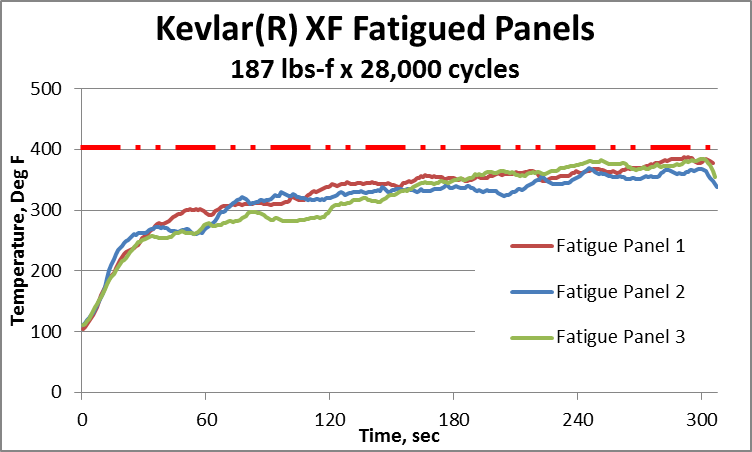 Kevlar(R) XF Fatigued Panels
187 lbs-f x 28,000 cycles
Temperature, Deg F
500
400
300
200
100
0
Fatigue Panel 1
Fatigue Panel 2
Fatigue Panel 3
0 60 120 180 240 300
Time, sec